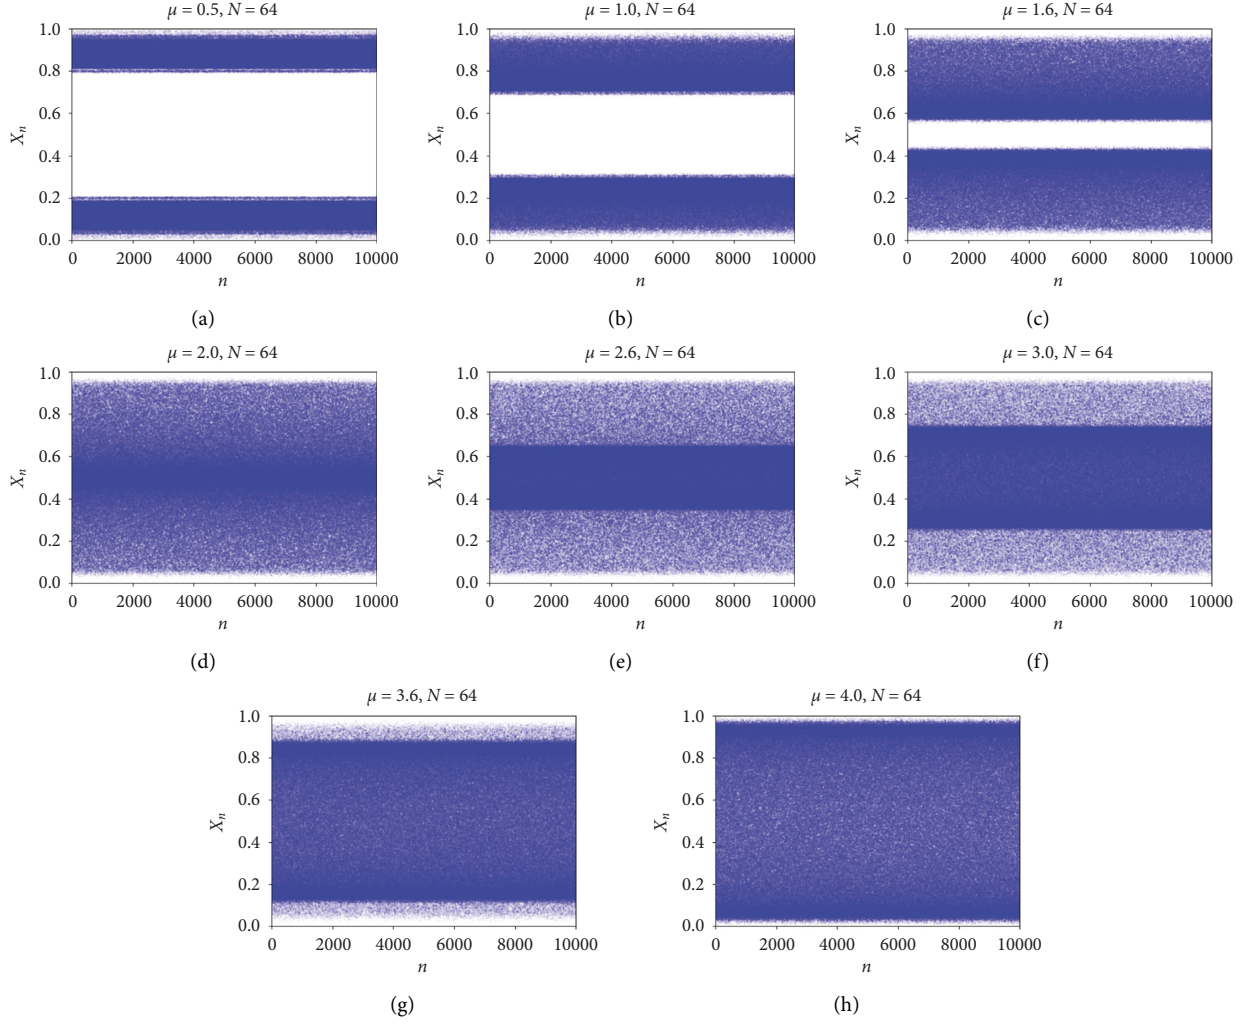 μ = 0.5, N = 64
μ = 1.0, N = 64
μ = 1.6, N = 64
1.0
0.8
0.6
0.4
0.2
0.0
X_n
0 2000 4000 6000 8000 10000
n
(a)
1.0
0.8
0.6
0.4
0.2
0.0
X_n
0 2000 4000 6000 8000 10000
n
(b)
1.0
0.8
0.6
0.4
0.2
0.0
X_n
0 2000 4000 6000 8000 10000
n
(c)
μ = 2.0, N = 64
1.0
0.8
0.6
0.4
0.2
0.0
X_n
0 2000 4000 6000 8000 10000
n
(d)
μ = 2.6, N = 64
1.0
0.8
0.6
0.4
0.2
0.0
X_n
0 2000 4000 6000 8000 10000
n
(e)
μ = 3.0, N = 64
1.0
0.8
0.6
0.4
0.2
0.0
X_n
0 2000 4000 6000 8000 10000
n
(f)
μ = 3.6, N = 64
1.0
0.8
0.6
0.4
0.2
0.0
X_n
0 2000 4000 6000 8000 10000
n
(g)
μ = 4.0, N = 64
1.0
0.8
0.6
0.4
0.2
0.0
X_n
0 2000 4000 6000 8000 10000
n
(h)